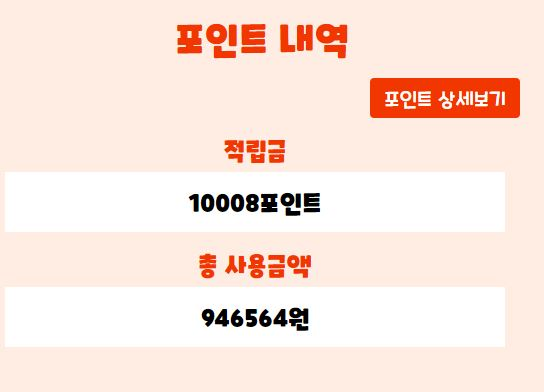 포인트 내역
포인트 상세보기
적립금
10008포인트
총 사용금액
946564원